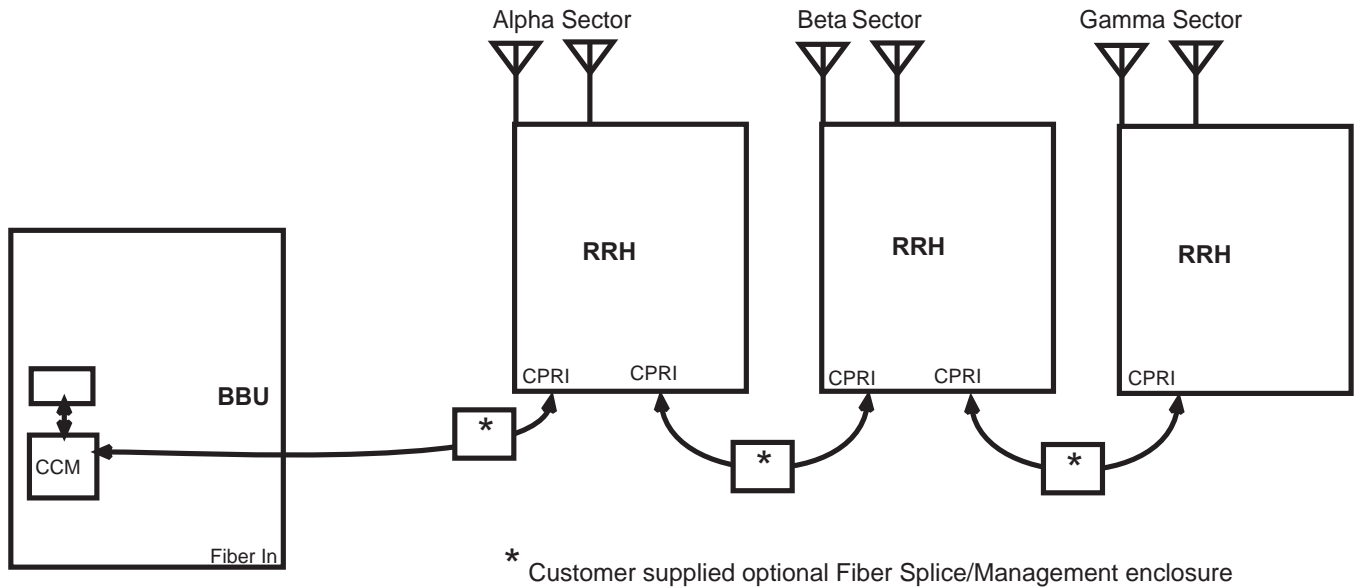 Alpha Sector
Beta Sector
Gamma Sector
RRH
RRH
RRH
CPRI
CPRI
CPRI
CPRI
CPRI
BBU
CCM
*
*
*
Fiber In
* Customer supplied optional Fiber Splice/Management enclosure